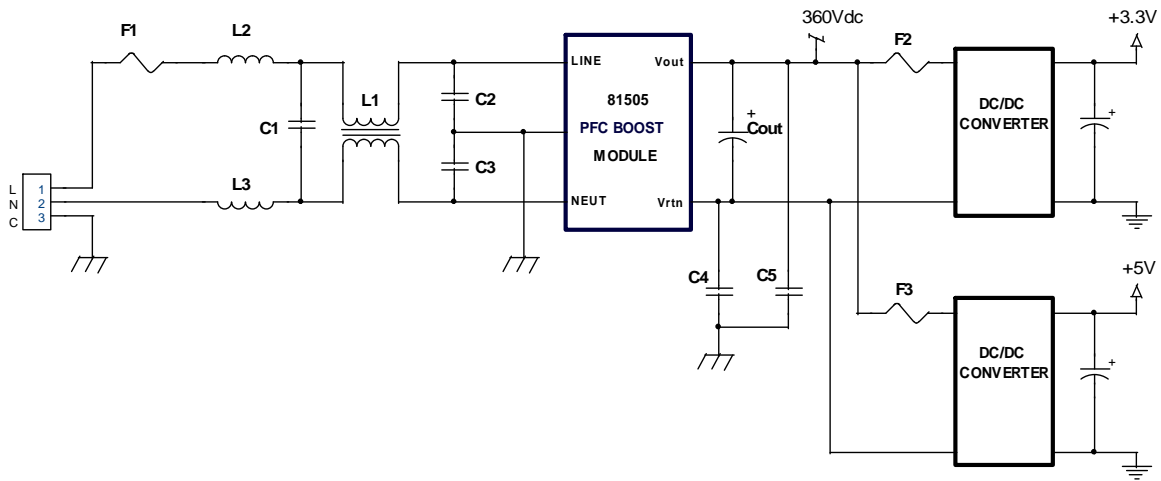 360Vdc
+3.3V
F1
L2
F2
LINE
Vout
L1
C2
81505
DC/DC
CONVERTER
+
C1
PFC BOOST
+
Cout
MODULE
C3
L3
L 1
N 2
C 3
NEUT
Vrtn
+5V
C4
C5
F3
DC/DC
CONVERTER
+